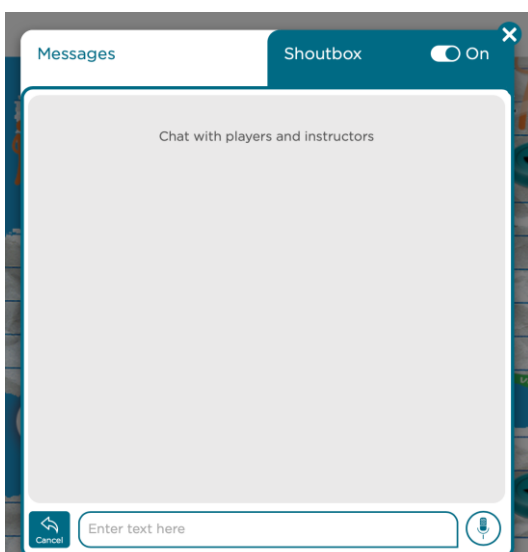 Messages
Shoutbox On
Chat with players and instructors
Cancel
Enter text here